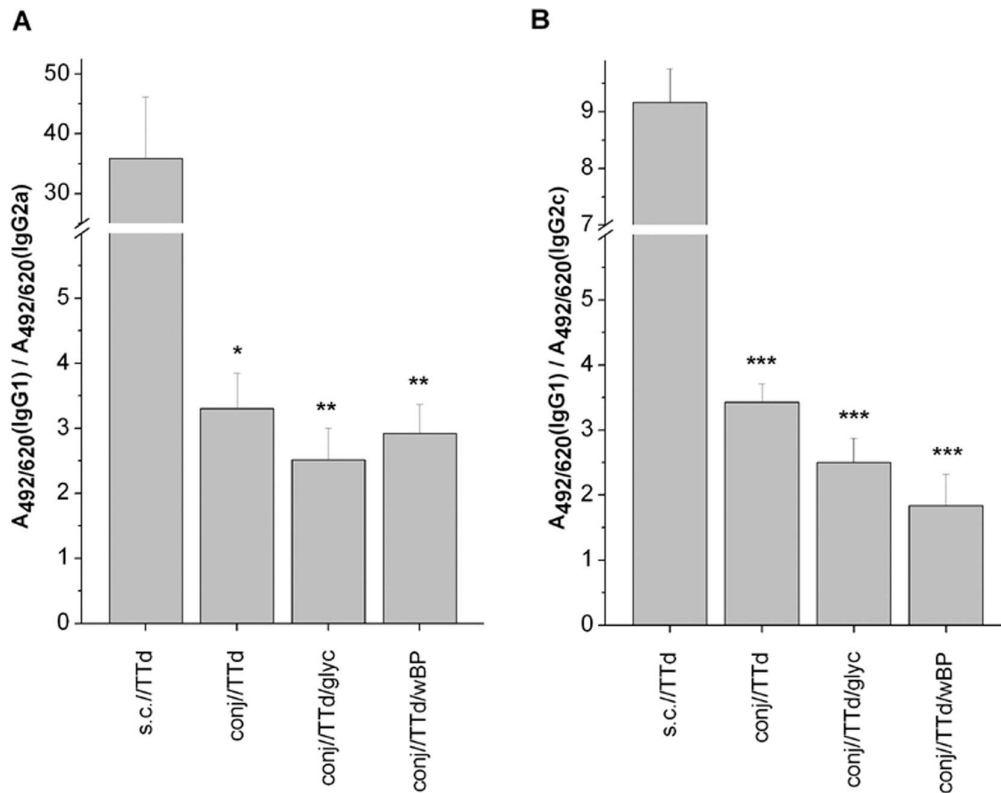 A
A492/620(IgG1) / A492/620(IgG2a)
50
40
30
5
4
3
2
1
0
*
**
**
s.c.//TTd
conj//TTd
conj//TTd/glyc
conj//TTd/wBP
B
A492/620(IgG1) / A492/620(IgG2c)
9
8
7
5
4
3
2
1
0
***
***
***
s.c.//TTd
conj//TTd
conj//TTd/glyc
conj//TTd/wBP